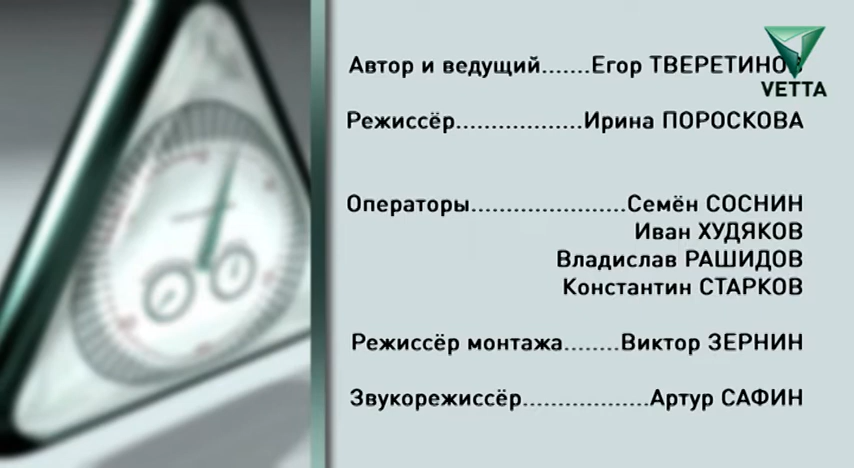 Автор и ведущий.......Егор ТВЕРЕТИНОВ
VETTA
Режиссёр..................Ирина ПОРОСКОВА
Операторы......................Семён СОСНИН
Иван ХУДЯКОВ
Владислав РАШИДОВ
Константин СТАРКОВ
Режиссёр монтажа........Виктор ЗЕРНИН
Звукорежиссёр..................Артур САФИН